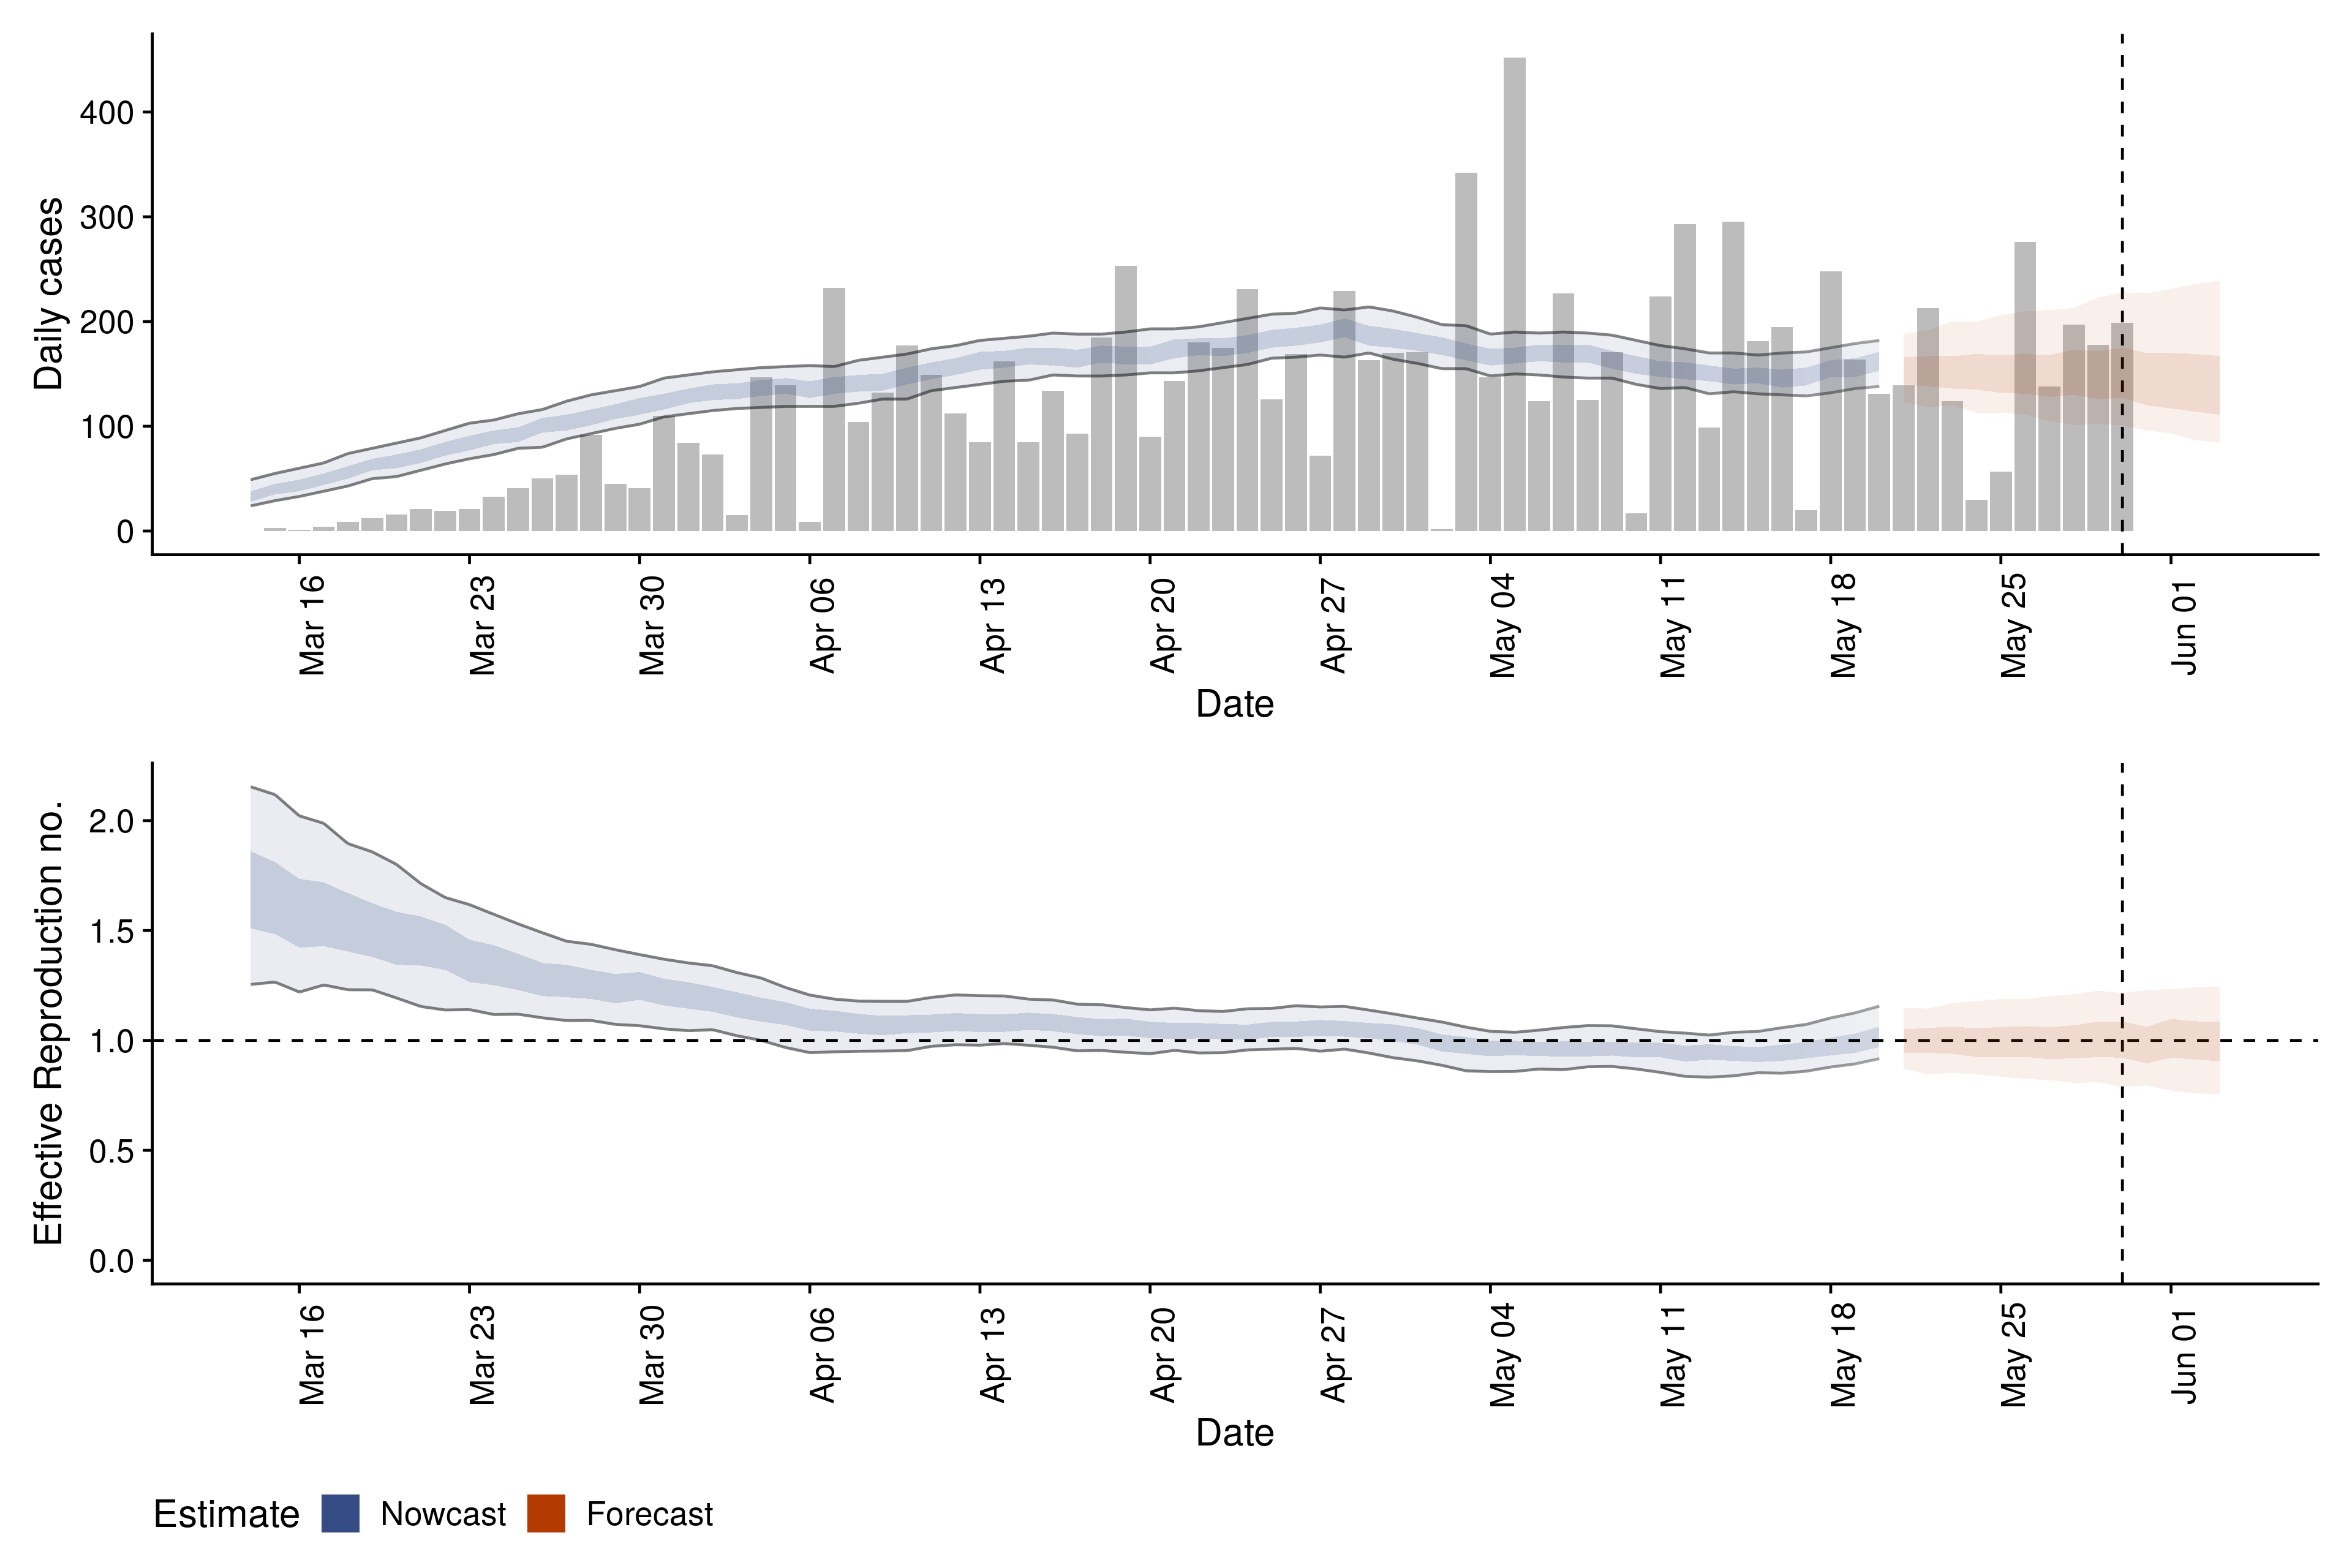 Daily cases
400
300
200
100
0
Mar 16
Mar 23
Mar 30
Apr 06
Apr 13
Apr 20
Apr 27
May 04
May 11
May 18
May 25
Jun 01
Date
Effective Reproduction no.
2.0
1.5
1.0
0.5
0.0
Mar 16
Mar 23
Mar 30
Apr 06
Apr 13
Apr 20
Apr 27
May 04
May 11
May 18
May 25
Jun 01
Date
Estimate Nowcast Forecast